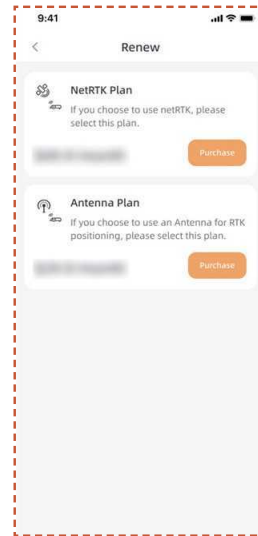 9:41
Renew
NetRTK Plan
If you choose to use netRTK, please
select this plan.
Purchase
Antenna Plan
If you choose to use an Antenna for RTK
positioning, please select this plan.
Purchase